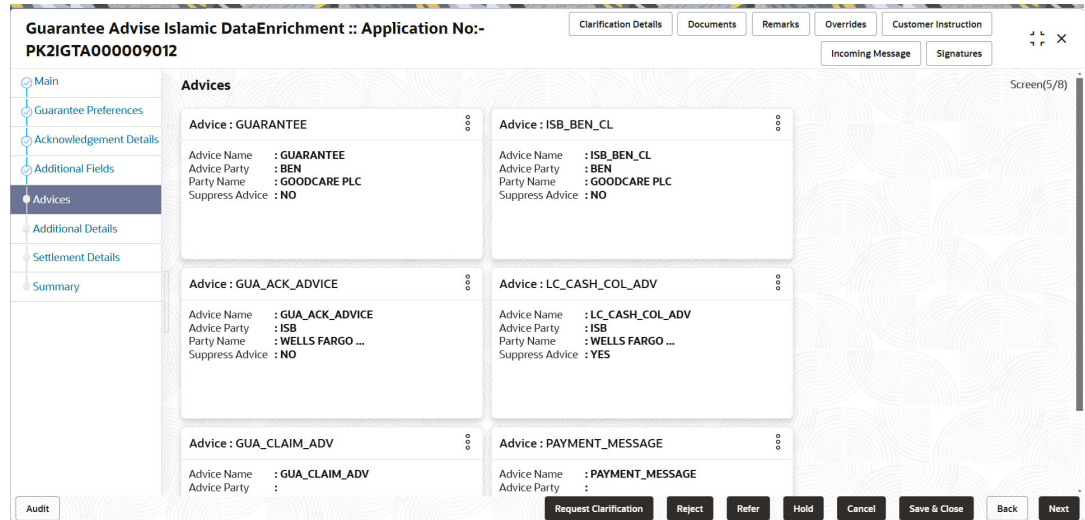 Guarantee Advise Islamic DataEnrichment :: Application No:-
PK2IGTA000009012
Clarification Details
Documents
Remarks
Overrides
Customer Instruction
Incoming Message
Signatures
Main
Guarantee Preferences
Acknowledgement Details
Additional Fields
Advices
Additional Details
Settlement Details
Summary
Advices
Screen(5/8)
Advice : GUARANTEE
Advice Name : GUARANTEE
Advice Party : BEN
Party Name : GOODCARE PLC
Suppress Advice : NO
Advice : ISB_BEN_CL
Advice Name : ISB_BEN_CL
Advice Party : BEN
Party Name : GOODCARE PLC
Suppress Advice : NO
Advice : GUA_ACK_ADVICE
Advice Name : GUA_ACK_ADVICE
Advice Party : ISB
Party Name : WELLS FARGO ...
Suppress Advice : NO
Advice : LC_CASH_COL_ADV
Advice Name : LC_CASH_COL_ADV
Advice Party : ISB
Party Name : WELLS FARGO ...
Suppress Advice : YES
Advice : GUA_CLAIM_ADV
Advice Name : GUA_CLAIM_ADV
Advice Party :
Advice : PAYMENT_MESSAGE
Advice Name : PAYMENT_MESSAGE
Advice Party :
Audit
Request Clarification
Reject
Refer
Hold
Cancel
Save & Close
Back
Next